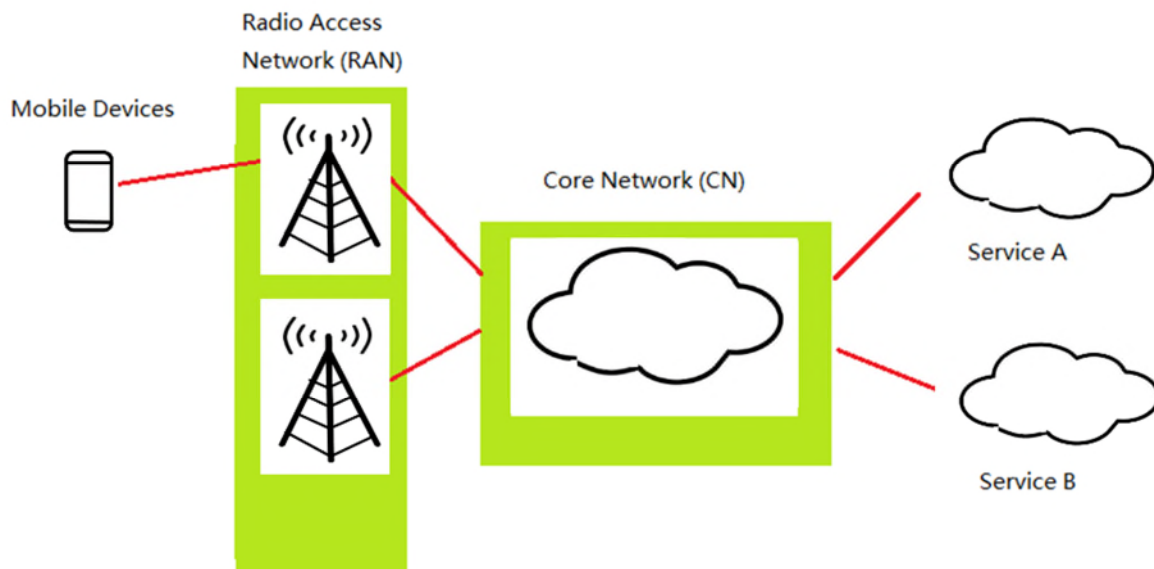 Radio Access
Network (RAN)
Mobile Devices
Core Network (CN)
Service A
Service B